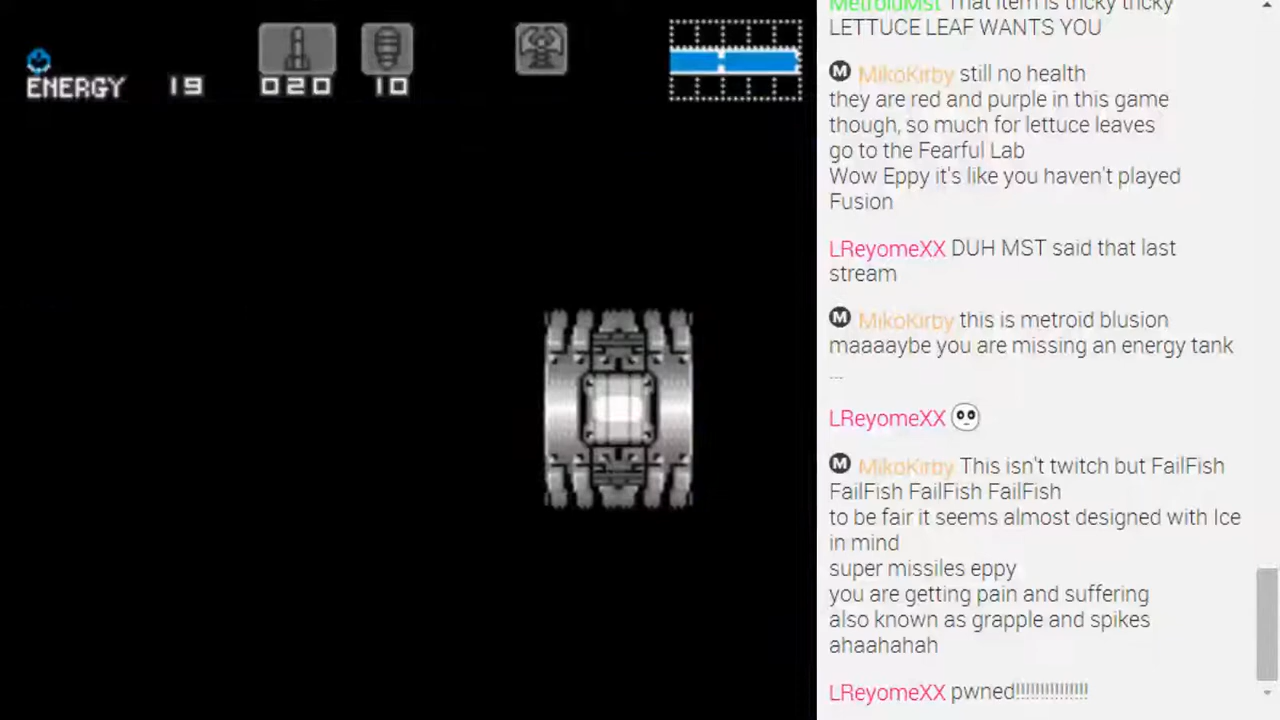 ENERGY 19 020 10
MetroidMst That item is tricky tricky
LETTUCE LEAF WANTS YOU
M MikoKirby still no health
they are red and purple in this game
though, so much for lettuce leaves
go to the Fearful Lab
Wow Eppy it's like you haven't played
Fusion
LReyomeXX DUH MST said that last
stream
M MikoKirby this is metroid blusion
maaaaybe you are missing an energy tank
...
LReyomeXX
M MikoKirby This isn't twitch but FailFish
FailFish FailFish FailFish
to be fair it seems almost designed with Ice
in mind
super missiles eppy
you are getting pain and suffering
also known as grapple and spikes
ahaahahah
LReyomeXX pwned!!!!!!!!!!!!!!!